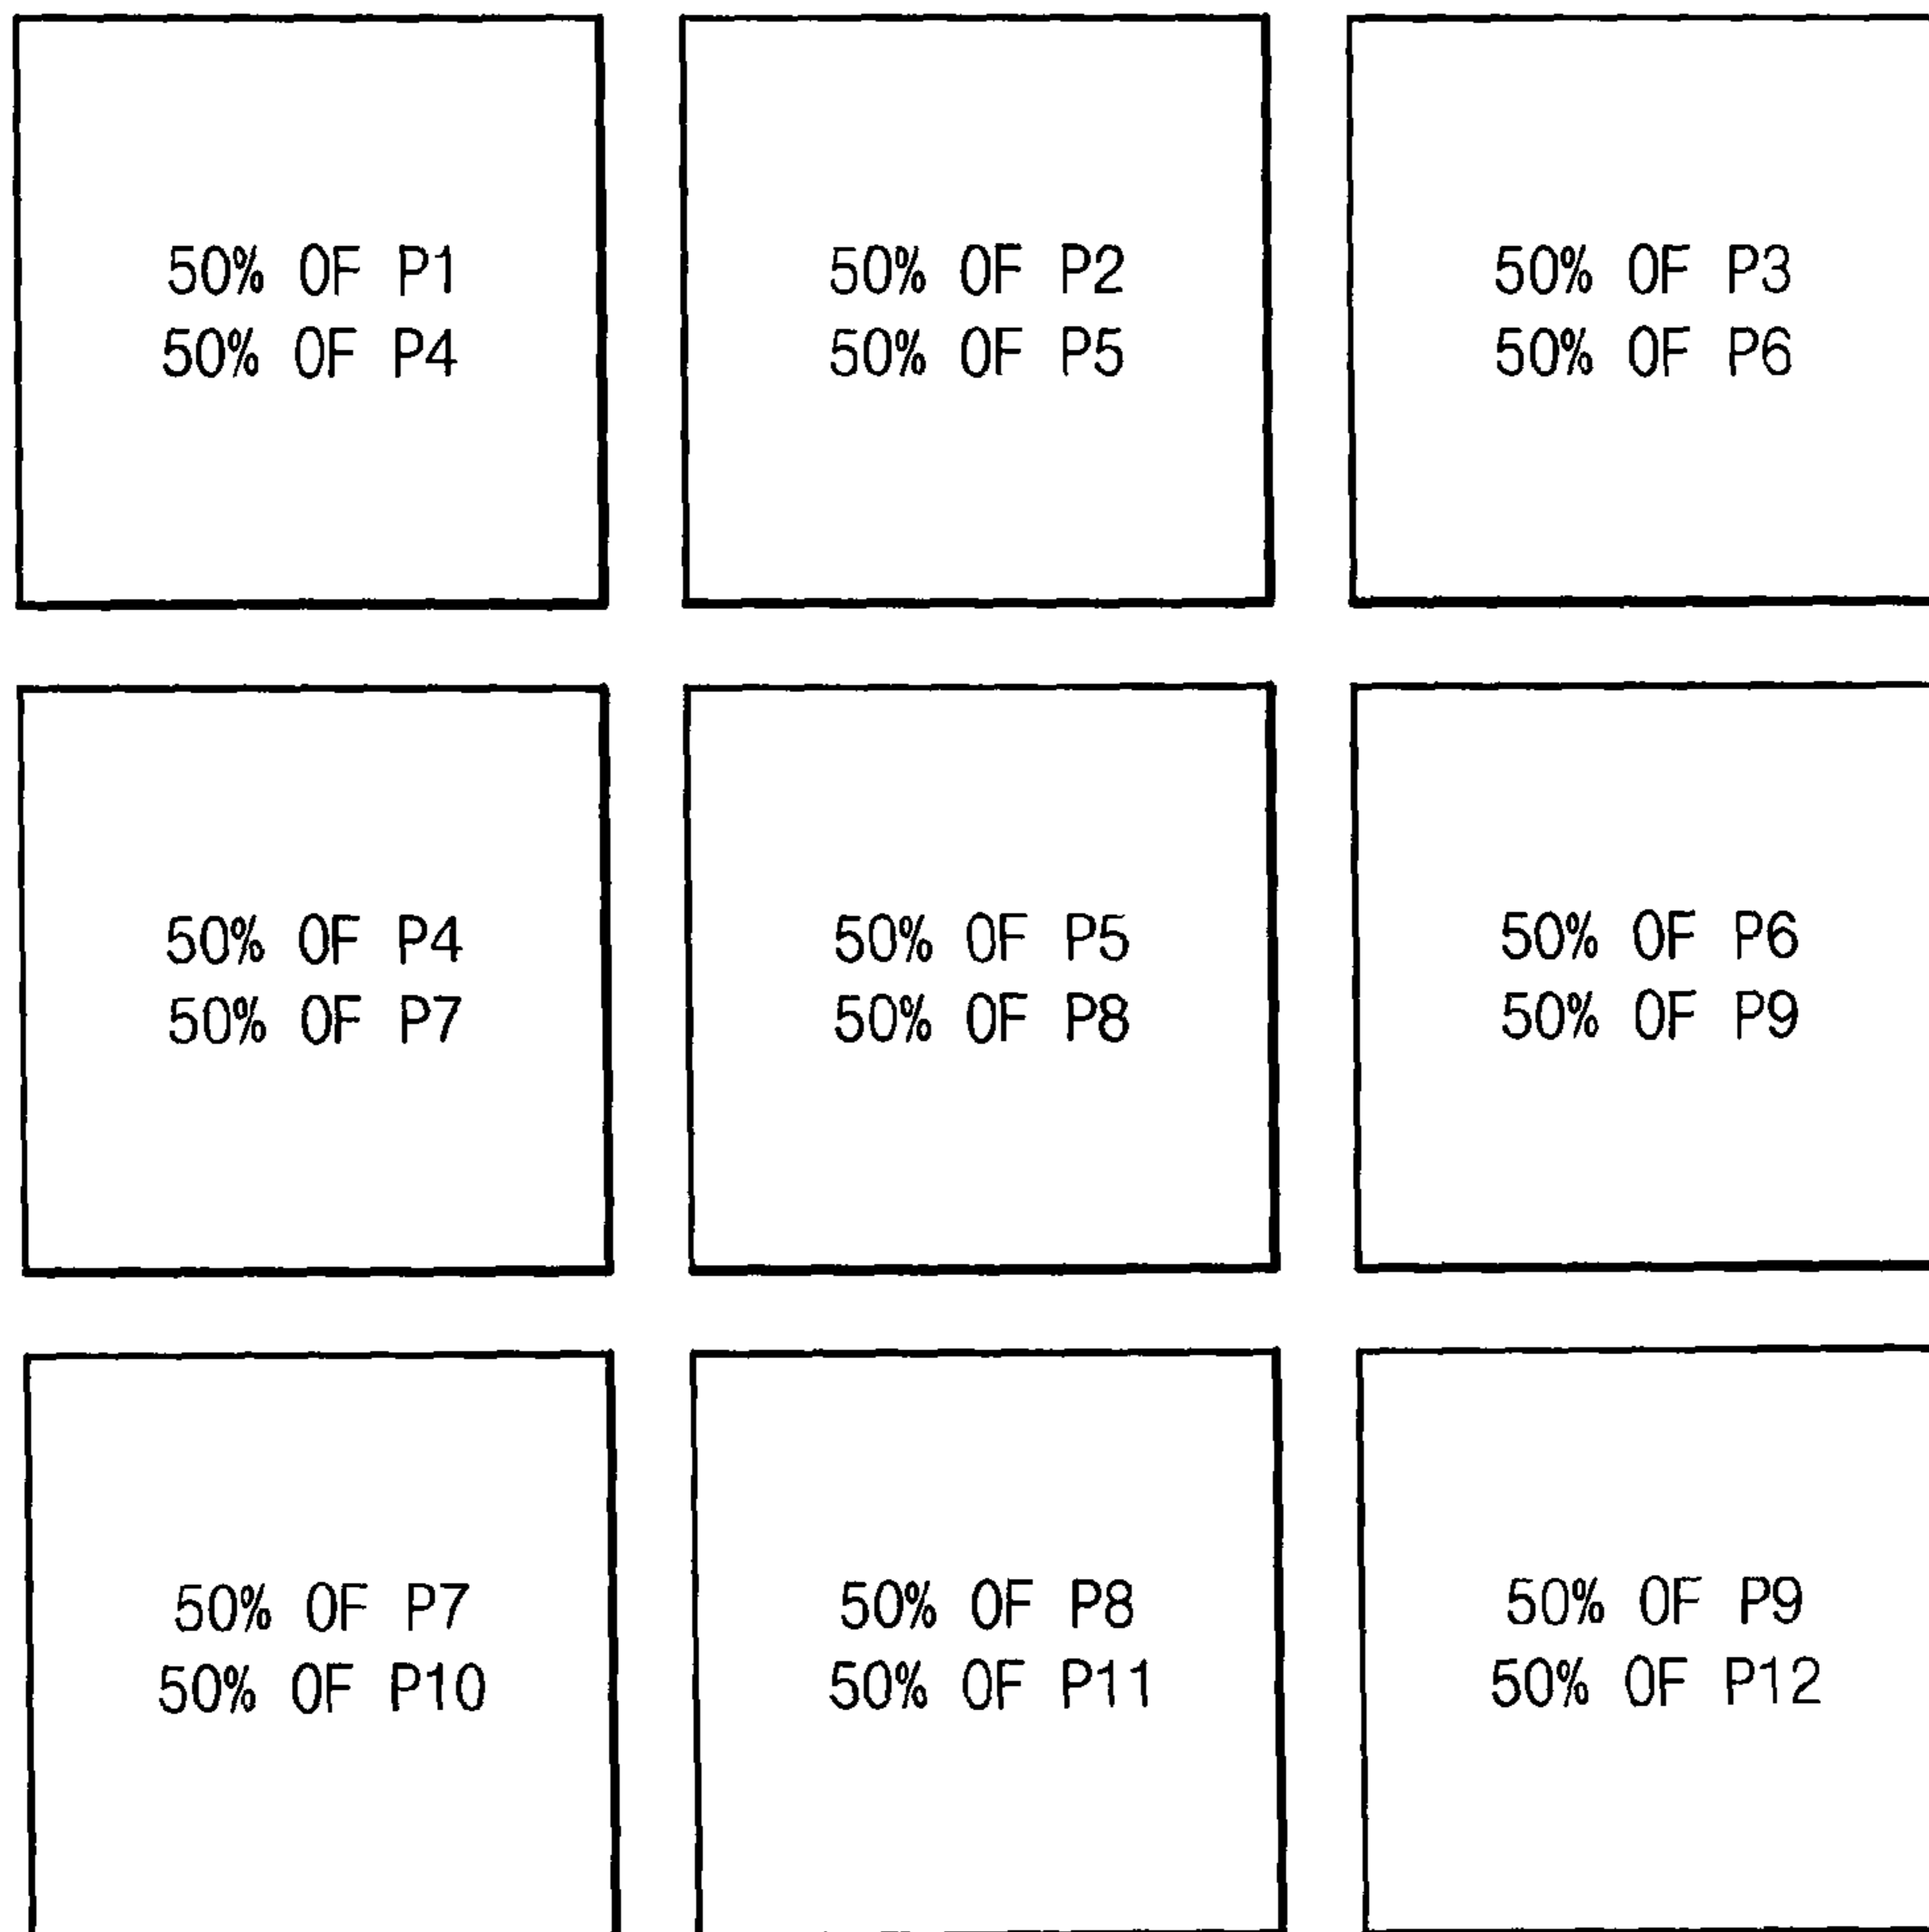 50% OF P1
50% OF P4
50% OF P2
50% OF P5
50% OF P3
50% OF P6
50% OF P4
50% OF P7
50% OF P5
50% OF P8
50% OF P6
50% OF P9
50% OF P7
50% OF P10
50% OF P8
50% OF P11
50% OF P9
50% OF P12